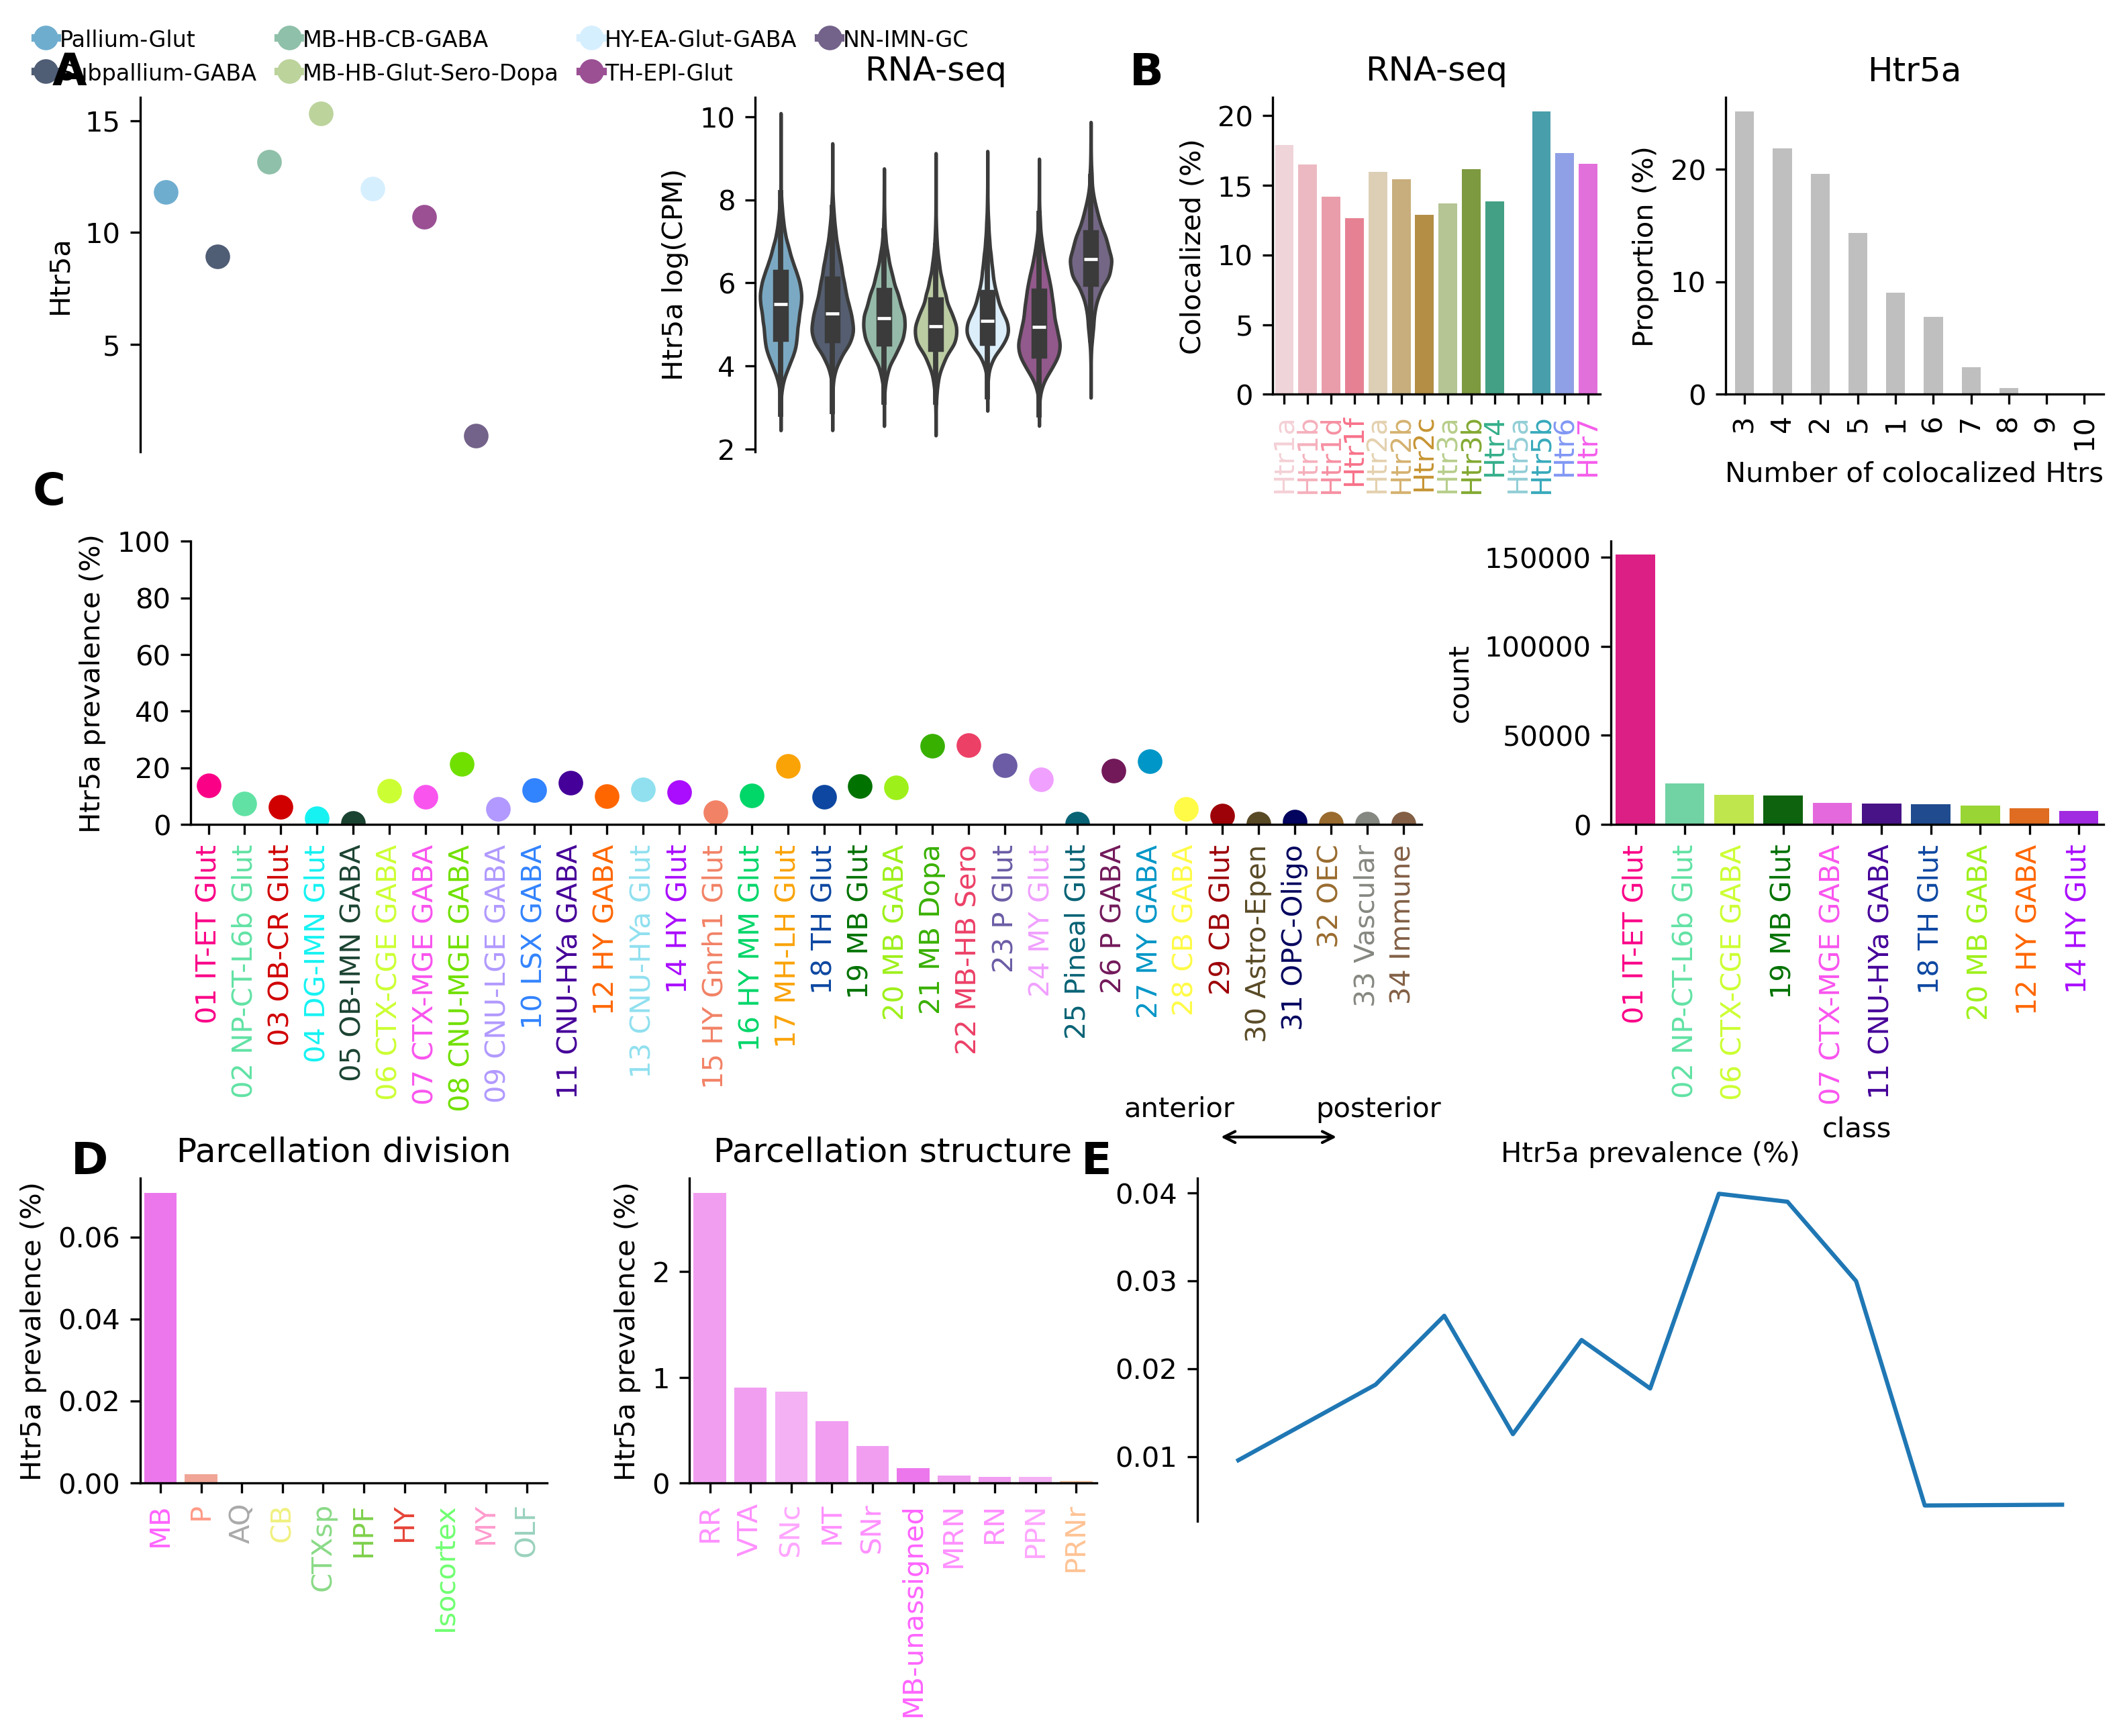 Pallium-Glut
MB-HB-CB-GABA
HY-EA-Glut-GABA
NN-IMN-GC
Subpallium-GABA
MB-HB-Glut-Sero-Dopa
TH-EPI-Glut
A
Htr5a
15
10
5
RNA-seq
Htr5a log(CPM)
10
8
6
4
2
B
RNA-seq
Colocalized (%)
20
15
10
5
0
Htr1a
Htr1b
Htr1d
Htr1f
Htr2a
Htr2b
Htr2c
Htr3a
Htr3b
Htr4
Htr5a
Htr5b
Htr6
Htr7
Htr5a
Proportion (%)
20
10
0
3
4
2
5
1
6
7
8
9
10
Number of colocalized Htrs
C
Htr5a prevalence (%)
100
80
60
40
20
0
01 IT-ET Glut
02 NP-CT-L6b Glut
03 OB-CR Glut
04 DG-IMN Glut
05 OB-IMN GABA
06 CTX-CGE GABA
07 CTX-MGE GABA
08 CNU-MGE GABA
09 CNU-LGE GABA
10 LSX GABA
11 CNU-HYa GABA
12 HY GABA
13 CNU-HYa Glut
14 HY Glut
15 HY Gnrh1 Glut
16 HY MM Glut
17 MH-LH Glut
18 TH Glut
19 MB Glut
20 MB GABA
21 MB Dopa
22 MB-HB Sero
23 P Glut
24 MY Glut
25 Pineal Glut
26 P GABA
27 MY GABA
28 CB GABA
29 CB Glut
30 Astro-Epen
31 OPC-Oligo
32 OEC
33 Vascular
34 Immune
count
150000
100000
50000
0
01 IT-ET Glut
02 NP-CT-L6b Glut
06 CTX-CGE GABA
19 MB Glut
07 CTX-MGE GABA
11 CNU-HYa GABA
18 TH Glut
20 MB GABA
12 HY GABA
14 HY Glut
class
D
Parcellation division
Htr5a prevalence (%)
0.06
0.04
0.02
0.00
MB
P
AQ
CB
CTXsp
HPF
HY
Isocortex
MY
OLF
Parcellation structure
Htr5a prevalence (%)
2
1
0
RR
VTA
SNc
MT
SNr
MB-unassigned
MRN
RN
PPN
PRNr
E
anterior
posterior
Htr5a prevalence (%)
0.04
0.03
0.02
0.01